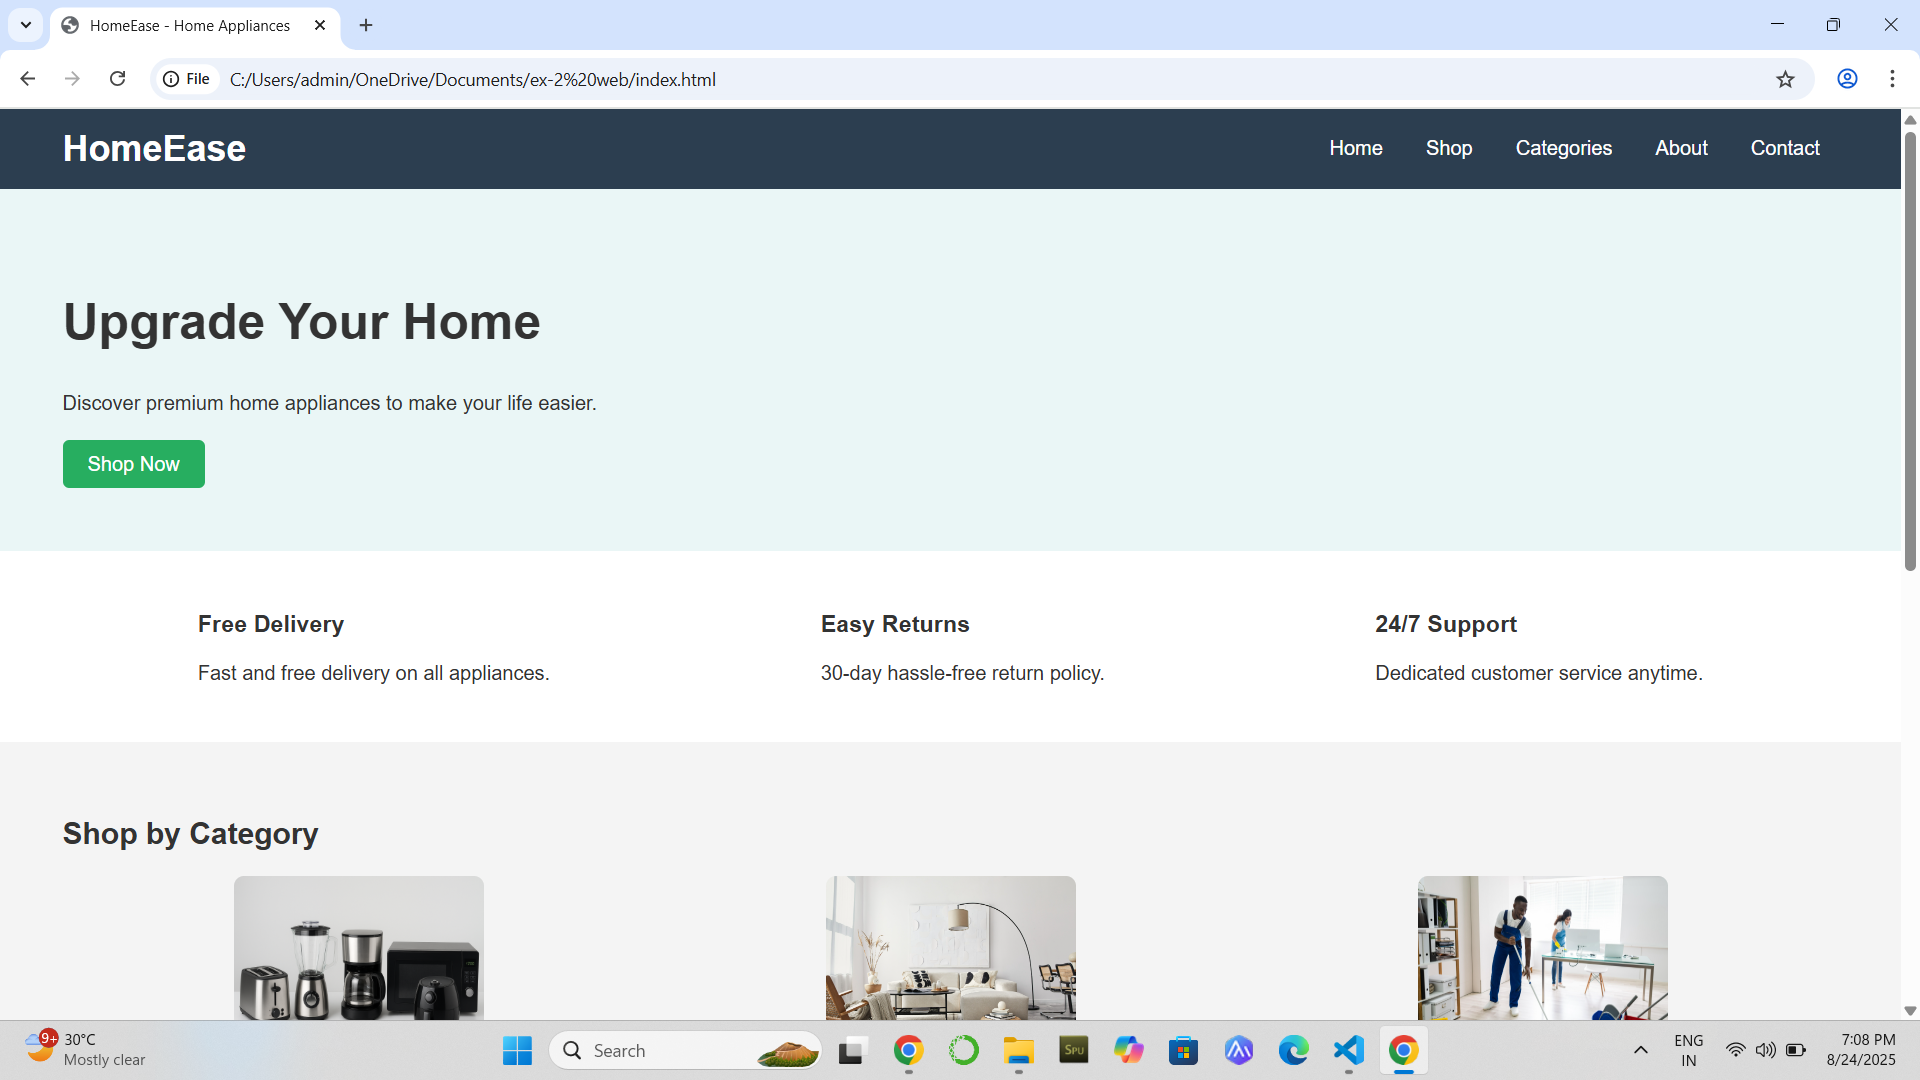 HomeEase - Home Appliances
File C:/Users/admin/OneDrive/Documents/ex-2%20web/index.html
HomeEase
Home Shop Categories About Contact
Upgrade Your Home
Discover premium home appliances to make your life easier.
Shop Now
Free Delivery
Fast and free delivery on all appliances.
Easy Returns
30-day hassle-free return policy.
24/7 Support
Dedicated customer service anytime.
Shop by Category
9+
30°C
Mostly clear
Search
Spu
ENG
IN
7:08 PM
8/24/2025